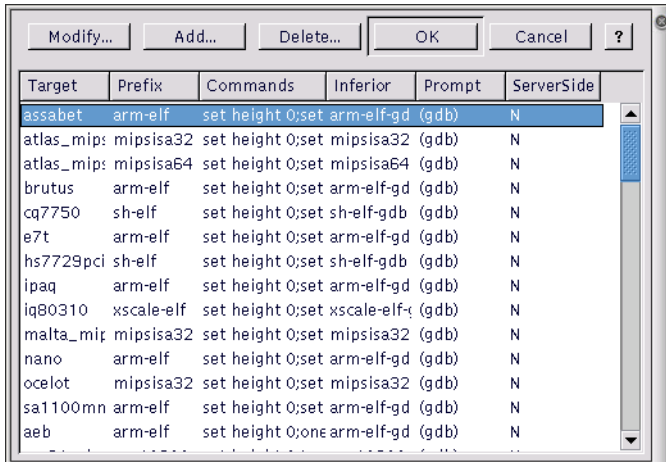 Modify... Add... Delete... OK Cancel ?
Target Prefix Commands Inferior Prompt ServerSide
assabet arm-elf set height 0;set arm-elf-gd (gdb) N
atlas_mips mipsisa32 set height 0;set mipsisa32 (gdb) N
atlas_mips mipsisa64 set height 0;set mipsisa64 (gdb) N
brutus arm-elf set height 0;set arm-elf-gd (gdb) N
cq7750 sh-elf set height 0;set sh-elf-gdb (gdb) N
e7t arm-elf set height 0;set arm-elf-gd (gdb) N
hs7729pci sh-elf set height 0;set sh-elf-gdb (gdb) N
ipaq arm-elf set height 0;set arm-elf-gd (gdb) N
iq80310 xscale-elf set height 0;set xscale-elf-g (gdb) N
malta_mip mipsisa32 set height 0;set mipsisa32 (gdb) N
nano arm-elf set height 0;set arm-elf-gd (gdb) N
ocelot mipsisa32 set height 0;set mipsisa32 (gdb) N
sa1100mn arm-elf set height 0;set arm-elf-gd (gdb) N
aeb arm-elf set height 0;one arm-elf-gd (gdb) N